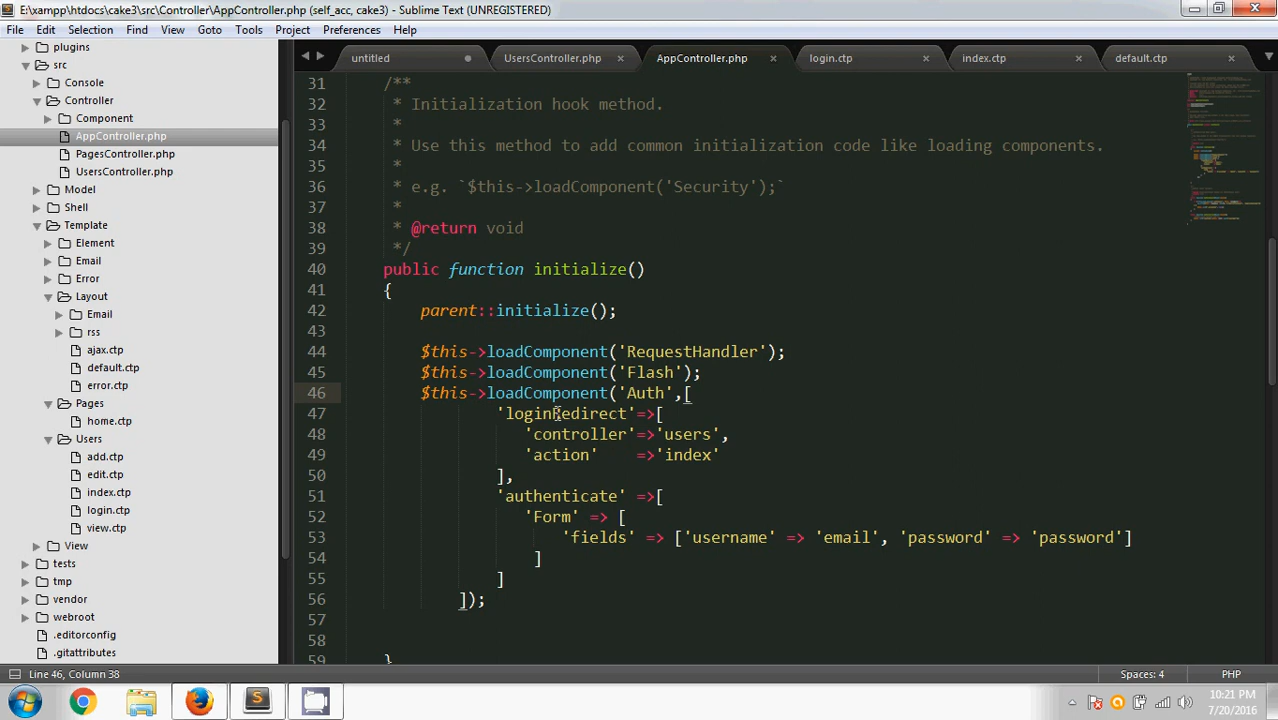 E:\xampp\htdocs\cake3\src\Controller\AppController.php (self_acc, cake3) - Sublime Text (UNREGISTERED)
File Edit Selection Find View Goto Tools Project Preferences Help
plugins
src
Console
Controller
Component
AppController.php
PagesController.php
UsersController.php
Model
Shell
Template
Element
Email
Error
Layout
Email
rss
ajax.ctp
default.ctp
error.ctp
Pages
home.ctp
Users
add.ctp
edit.ctp
index.ctp
login.ctp
view.ctp
View
tests
tmp
vendor
webroot
.editorconfig
.gitattributes
untitled UsersController.php AppController.php login.ctp index.ctp default.ctp
31 /**
32 * Initialization hook method.
33 *
34 * Use this method to add common initialization code like loading components.
35 *
36 * e.g. `$this->loadComponent('Security');`
37 *
38 * @return void
39 */
40 public function initialize()
41 {
42 parent::initialize();
43
44 $this->loadComponent('RequestHandler');
45 $this->loadComponent('Flash');
46 $this->loadComponent('Auth',[
47 'loginRedirect'=>[
48 'controller'=>'users',
49 'action' =>'index'
50 ],
51 'authenticate' =>[
52 'Form' => [
53 'fields' => ['username' => 'email', 'password' => 'password']
54 ]
55 ]
56 ]);
57
58
59 }
Line 46, Column 38 Spaces: 4 PHP
10:21 PM
7/20/2016